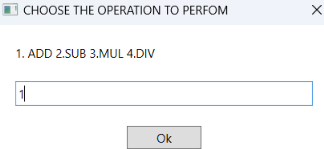 CHOOSE THE OPERATION TO PERFOM
1. ADD 2.SUB 3.MUL 4.DIV
1
Ok